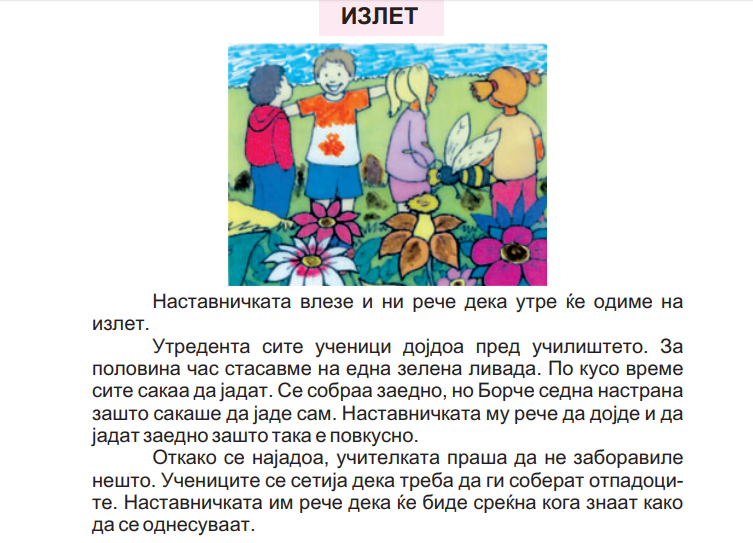 ИЗЛЕТ
Наставничката влезе и ни рече дека утре ќе одиме на
излет.
Утредента сите ученици дојдоа пред училиштето. За
половина час стасавме на една зелена ливада. По кусо време
сите сакаа да јадат. Се собраа заедно, но Борче седна настрана
зашто сакаше да јаде сам. Наставничката му рече да дојде и да
јадат заедно зашто така е повкусно.
Откако се најадоа, учителката праша да не заборавиле
нешто. Учениците се сетија дека треба да ги соберат отпадоци-
те. Наставничката им рече дека ќе биде среќна кога знаат како
да се однесуваат.